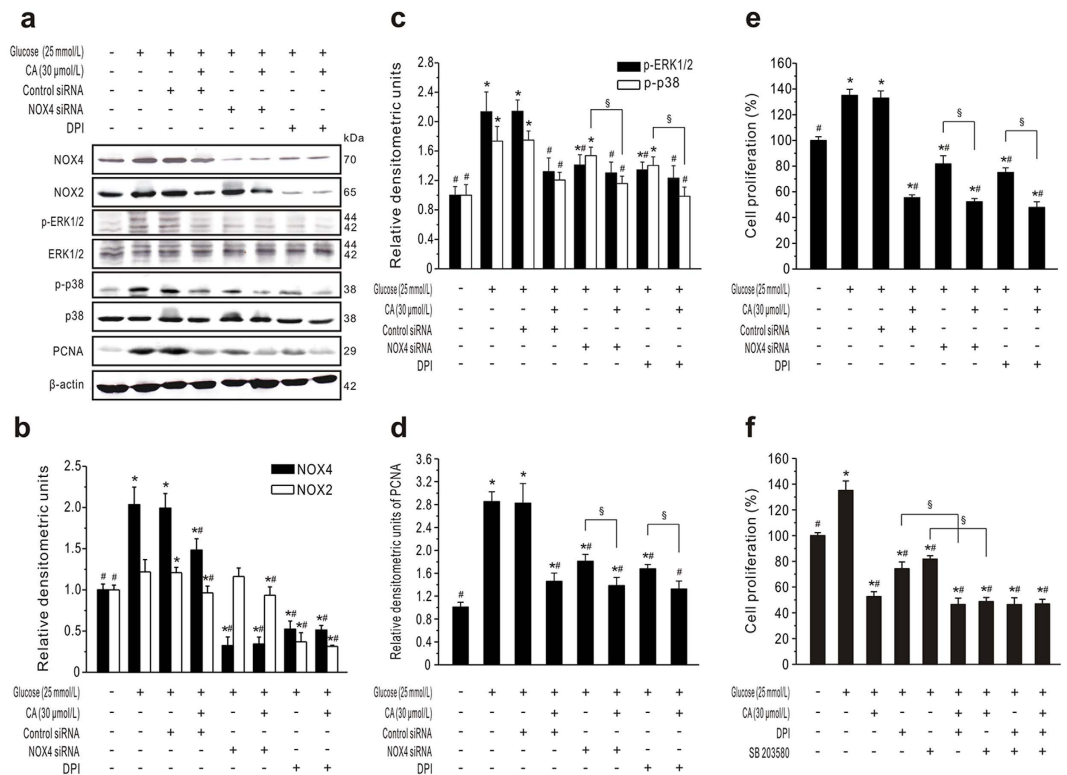 a
Glucose (25 mmol/L) - + + + + + + +
CA (30 μmol/L) - - - + - + - +
Control siRNA - - + + - - - -
NOX4 siRNA - - - - + + - -
DPI - - - - - - + +
kDa
NOX4 70
NOX2 65
p-ERK1/2 44
42
ERK1/2 44
42
p-p38 38
p38 38
PCNA 29
β-actin 42
b
Relative densitometric units
2.5
2.0
1.5
1.0
0.5
0.0
NOX4
NOX2
# # * * *# *# *# *# *# *# *# *# *#
Glucose (25 mmol/L) - + + + + + + +
CA (30 μmol/L) - - - + - + - +
Control siRNA - - + + - - - -
NOX4 siRNA - - - - + + - -
DPI - - - - - - + +
c
Relative densitometric units
2.8
2.4
2.0
1.6
1.2
0.8
0.4
0
p-ERK1/2
p-p38
# # * * * * # # *# * # # *# * # #
§ §
Glucose (25 mmol/L) - + + + + + + +
CA (30 μmol/L) - - - + - + - +
Control siRNA - - + + - - - -
NOX4 siRNA - - - - + + - -
DPI - - - - - - + +
d
Relative densitometric units of PCNA
3.6
3.0
2.4
1.8
1.2
0.6
0
# * * *# *# *# *# #
§ §
Glucose (25 mmol/L) - + + + + + + +
CA (30 μmol/L) - - - + - + - +
Control siRNA - - + + - - - -
NOX4 siRNA - - - - + + - -
DPI - - - - - - + +
e
Cell proliferation (%)
160
140
120
100
80
60
40
20
0
# * * *# *# *# *# *#
§ §
Glucose (25 mmol/L) - + + + + + + +
CA (30 μmol/L) - - - + - + - +
Control siRNA - - + + - - - -
NOX4 siRNA - - - - + + - -
DPI - - - - - - + +
f
Cell proliferation (%)
160
140
120
100
80
60
40
20
0
# * *# *# *# *# *# *# *#
§ §
Glucose (25 mmol/L) - + + + + + + + +
CA (30 μmol/L) - - + - - + + - +
DPI - - - + - + - + +
SB 203580 - - - - + - + + +